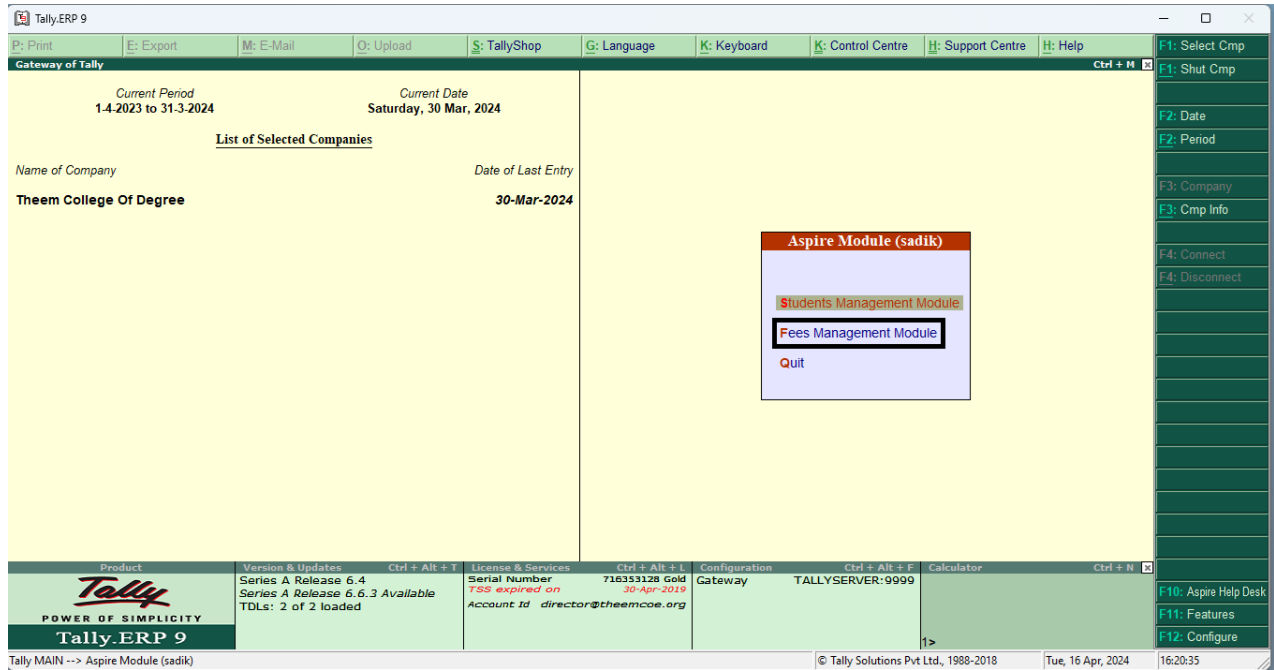 Tally.ERP 9
P: Print E: Export M: E-Mail O: Upload S: TallyShop G: Language K: Keyboard K: Control Centre H: Support Centre H: Help
Gateway of Tally Ctrl + M
Current Period Current Date
1-4-2023 to 31-3-2024 Saturday, 30 Mar, 2024
List of Selected Companies
Name of Company Date of Last Entry
Theem College Of Degree 30-Mar-2024
Aspire Module (sadik)
Students Management Module
Fees Management Module
Quit
F1: Select Cmp
F1: Shut Cmp
F2: Date
F2: Period
F3: Company
F3: Cmp Info
F4: Connect
F4: Disconnect
F10: Aspire Help Desk
F11: Features
F12: Configure
Product
Tally
POWER OF SIMPLICITY
Tally.ERP 9
Version & Updates Ctrl + Alt + T
Series A Release 6.4
Series A Release 6.6.3 Available
TDLs: 2 of 2 loaded
License & Services Ctrl + Alt + L
Serial Number 716353128 Gold
TSS expired on 30-Apr-2019
Account Id director@theemcoe.org
Configuration Ctrl + Alt + F
Gateway TALLYSERVER:9999
Calculator Ctrl + N
1>
Tally MAIN --> Aspire Module (sadik) © Tally Solutions Pvt Ltd., 1988-2018 Tue, 16 Apr, 2024 16:20:35